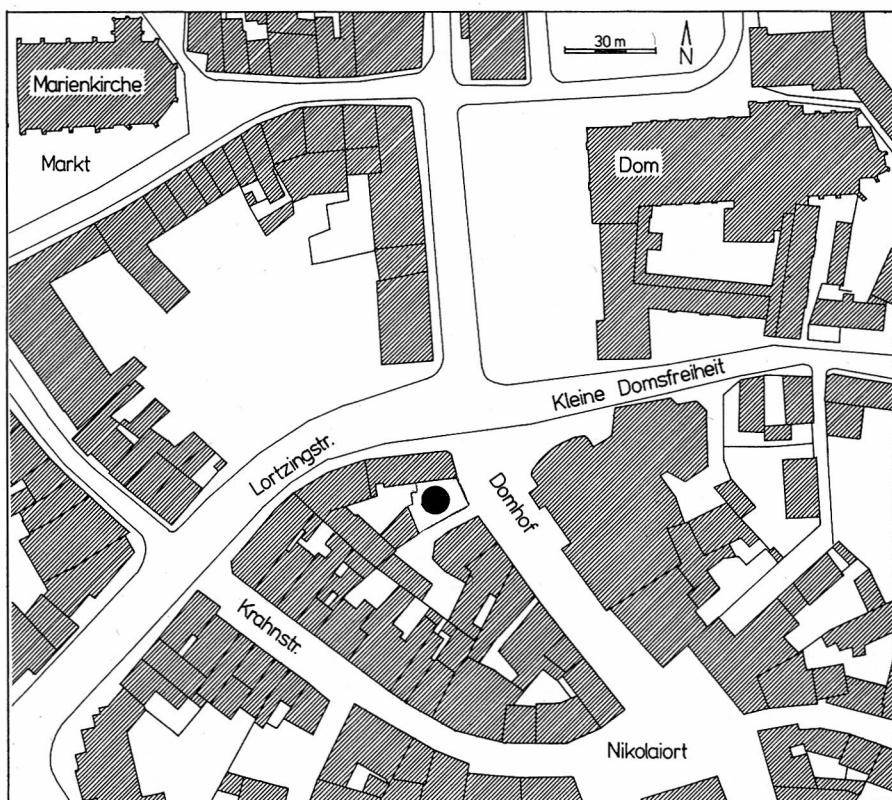 30 m
N
Marienkirche
Markt
Dom
Kleine Domsfreiheit
Lortzingstr.
Domhof
Krahnstr.
Nikolaiort